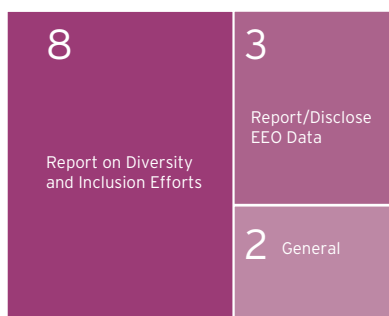 8
Report on Diversity
and Inclusion Efforts
3
Report/Disclose
EEO Data
2 General